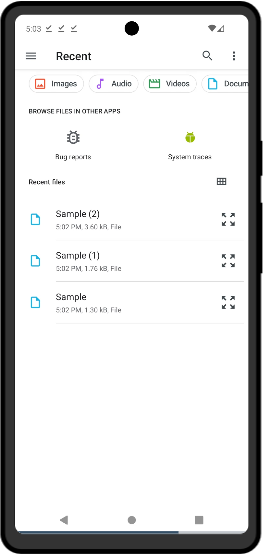 5:03
Recent
Images Audio Videos Docum
BROWSE FILES IN OTHER APPS
Bug reports System traces
Recent files
Sample (2)
5:02 PM, 3.60 kB, File
Sample (1)
5:02 PM, 1.76 kB, File
Sample
5:02 PM, 1.30 kB, File